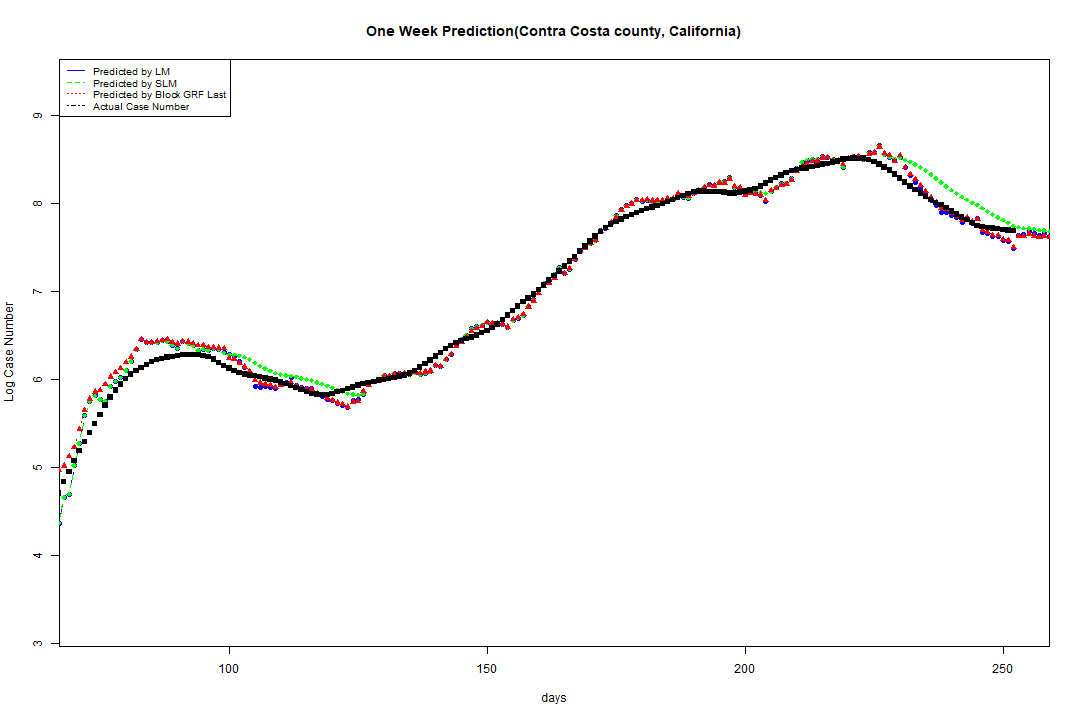 One Week Prediction(Contra Costa county, California)
Predicted by LM
Predicted by SLM
Predicted by Block GRF Last
Actual Case Number
9
8
7
6
5
4
3
Log Case Number
100 150 200 250
days